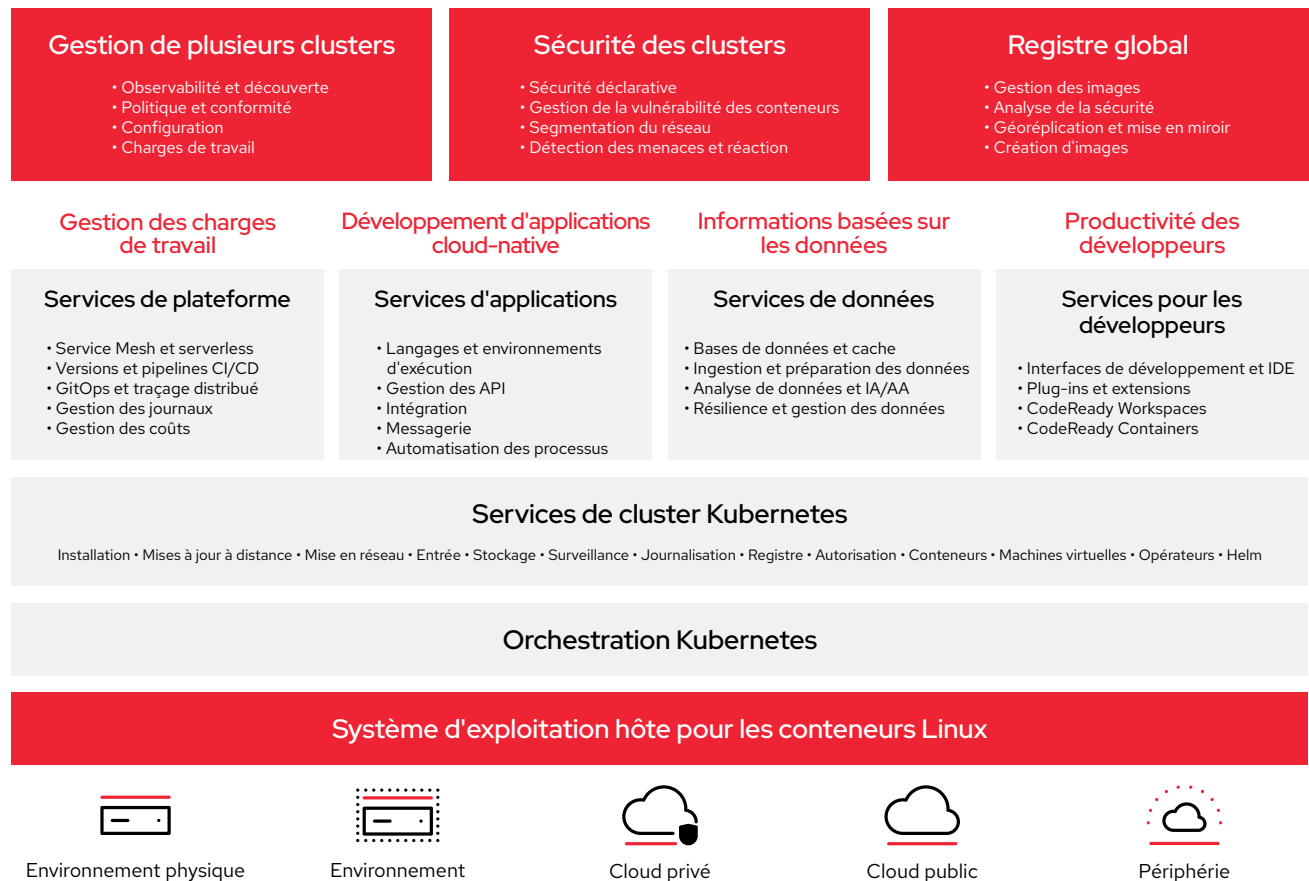 Gestion de plusieurs clusters
• Observabilité et découverte
• Politique et conformité
• Configuration
• Charges de travail
Sécurité des clusters
• Sécurité déclarative
• Gestion de la vulnérabilité des conteneurs
• Segmentation du réseau
• Détection des menaces et réaction
Registre global
• Gestion des images
• Analyse de la sécurité
• Géoréplication et mise en miroir
• Création d'images
Gestion des charges
de travail
Services de plateforme
• Service Mesh et serverless
• Versions et pipelines CI/CD
• GitOps et traçage distribué
• Gestion des journaux
• Gestion des coûts
Développement d'applications
cloud-native
Services d'applications
• Langages et environnements
d'exécution
• Gestion des API
• Intégration
• Messagerie
• Automatisation des processus
Informations basées sur
les données
Services de données
• Bases de données et cache
• Ingestion et préparation des données
• Analyse de données et IA/AA
• Résilience et gestion des données
Productivité des
développeurs
Services pour les
développeurs
• Interfaces de développement et IDE
• Plug-ins et extensions
• CodeReady Workspaces
• CodeReady Containers
Services de cluster Kubernetes
Installation • Mises à jour à distance • Mise en réseau • Entrée • Stockage • Surveillance • Journalisation • Registre • Autorisation • Conteneurs • Machines virtuelles • Opérateurs • Helm
Orchestration Kubernetes
Système d'exploitation hôte pour les conteneurs Linux
Environnement physique
Environnement
Cloud privé
Cloud public
Périphérie